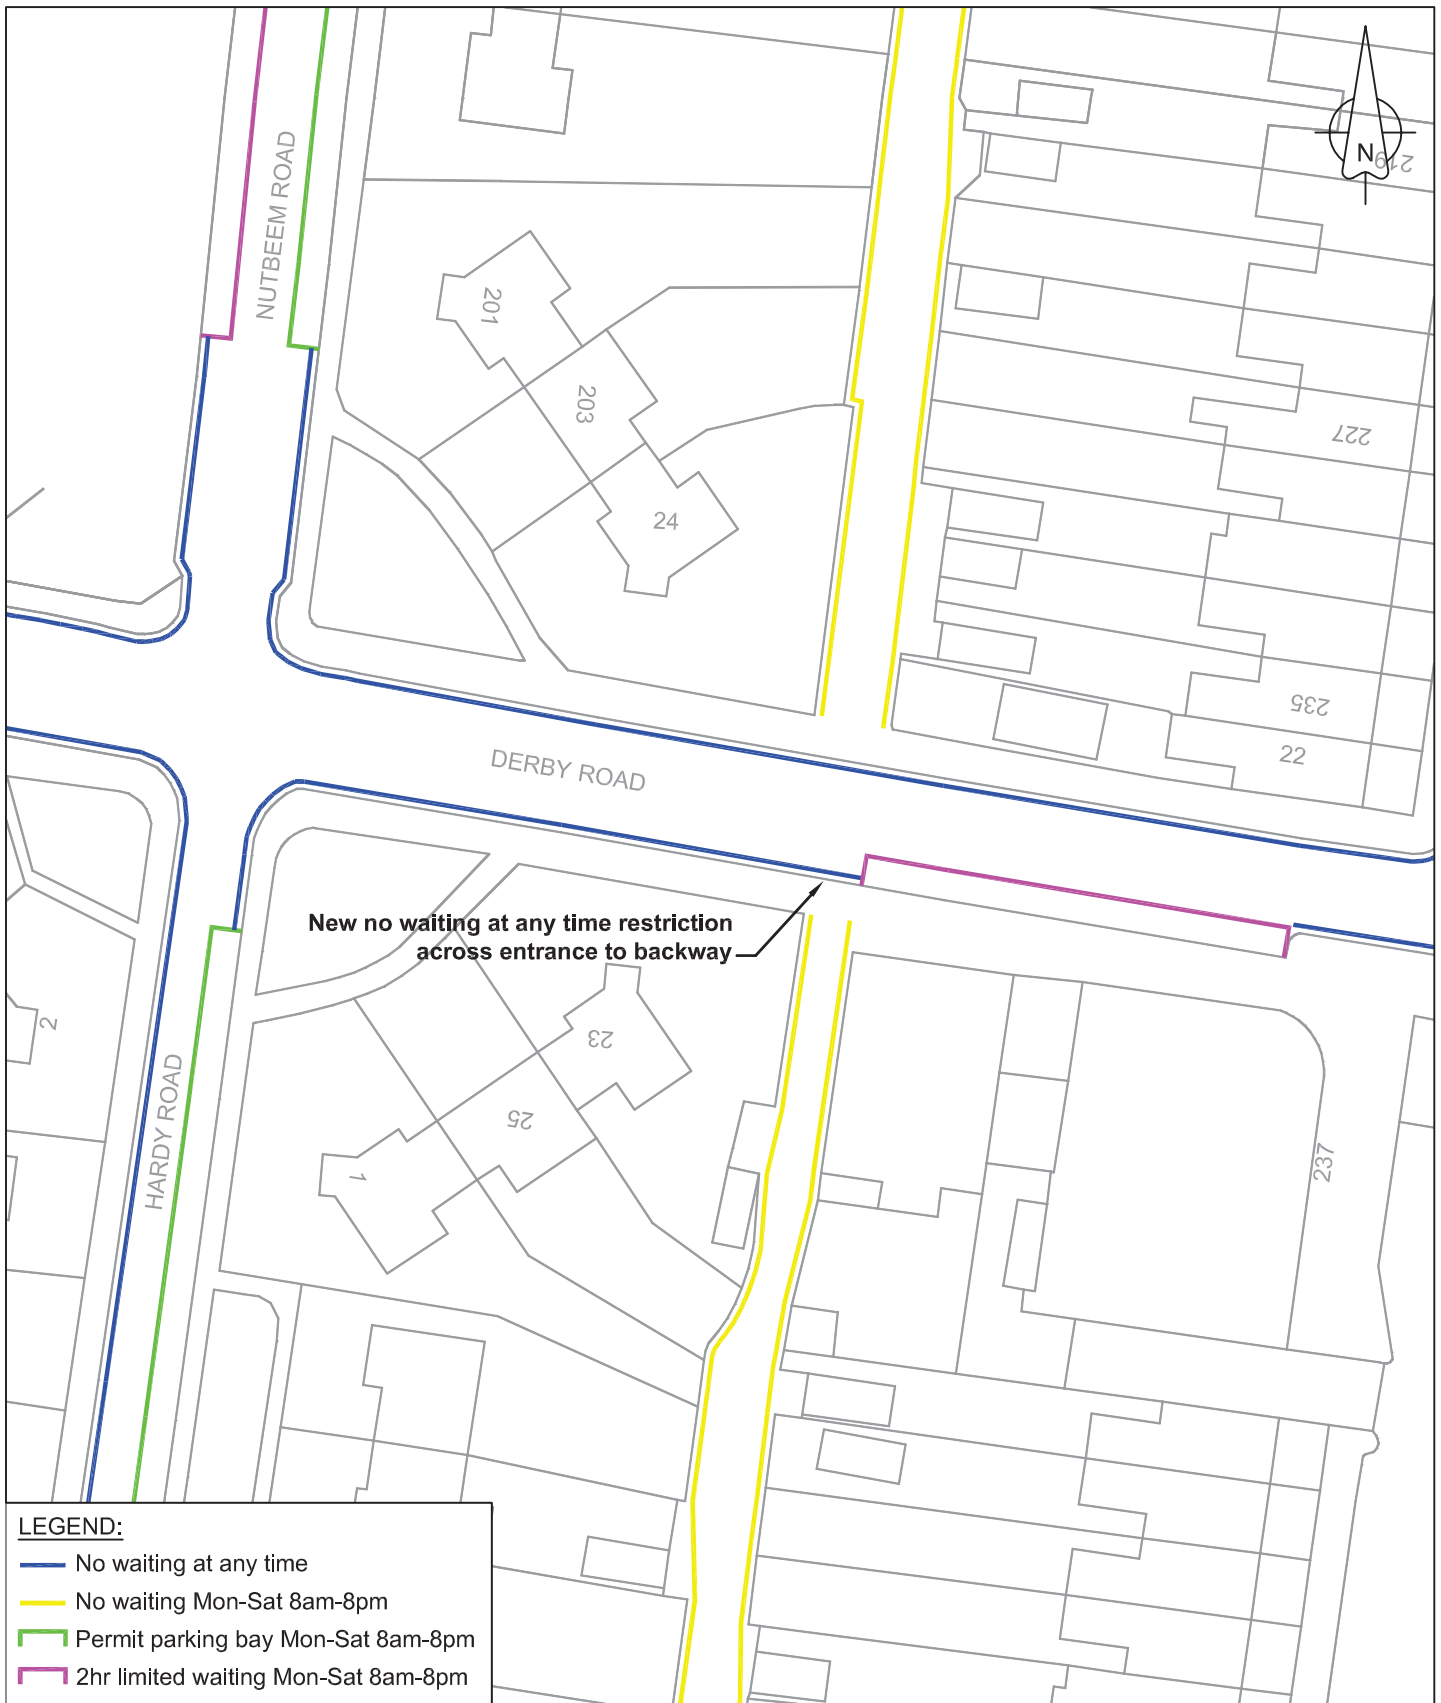 N
219
NUTBEEM ROAD
201
203
227
24
235
22
DERBY ROAD
New no waiting at any time restriction
across entrance to backway
2
23
HARDY ROAD
25
1
237
LEGEND:
No waiting at any time
No waiting Mon-Sat 8am-8pm
Permit parking bay Mon-Sat 8am-8pm
2hr limited waiting Mon-Sat 8am-8pm